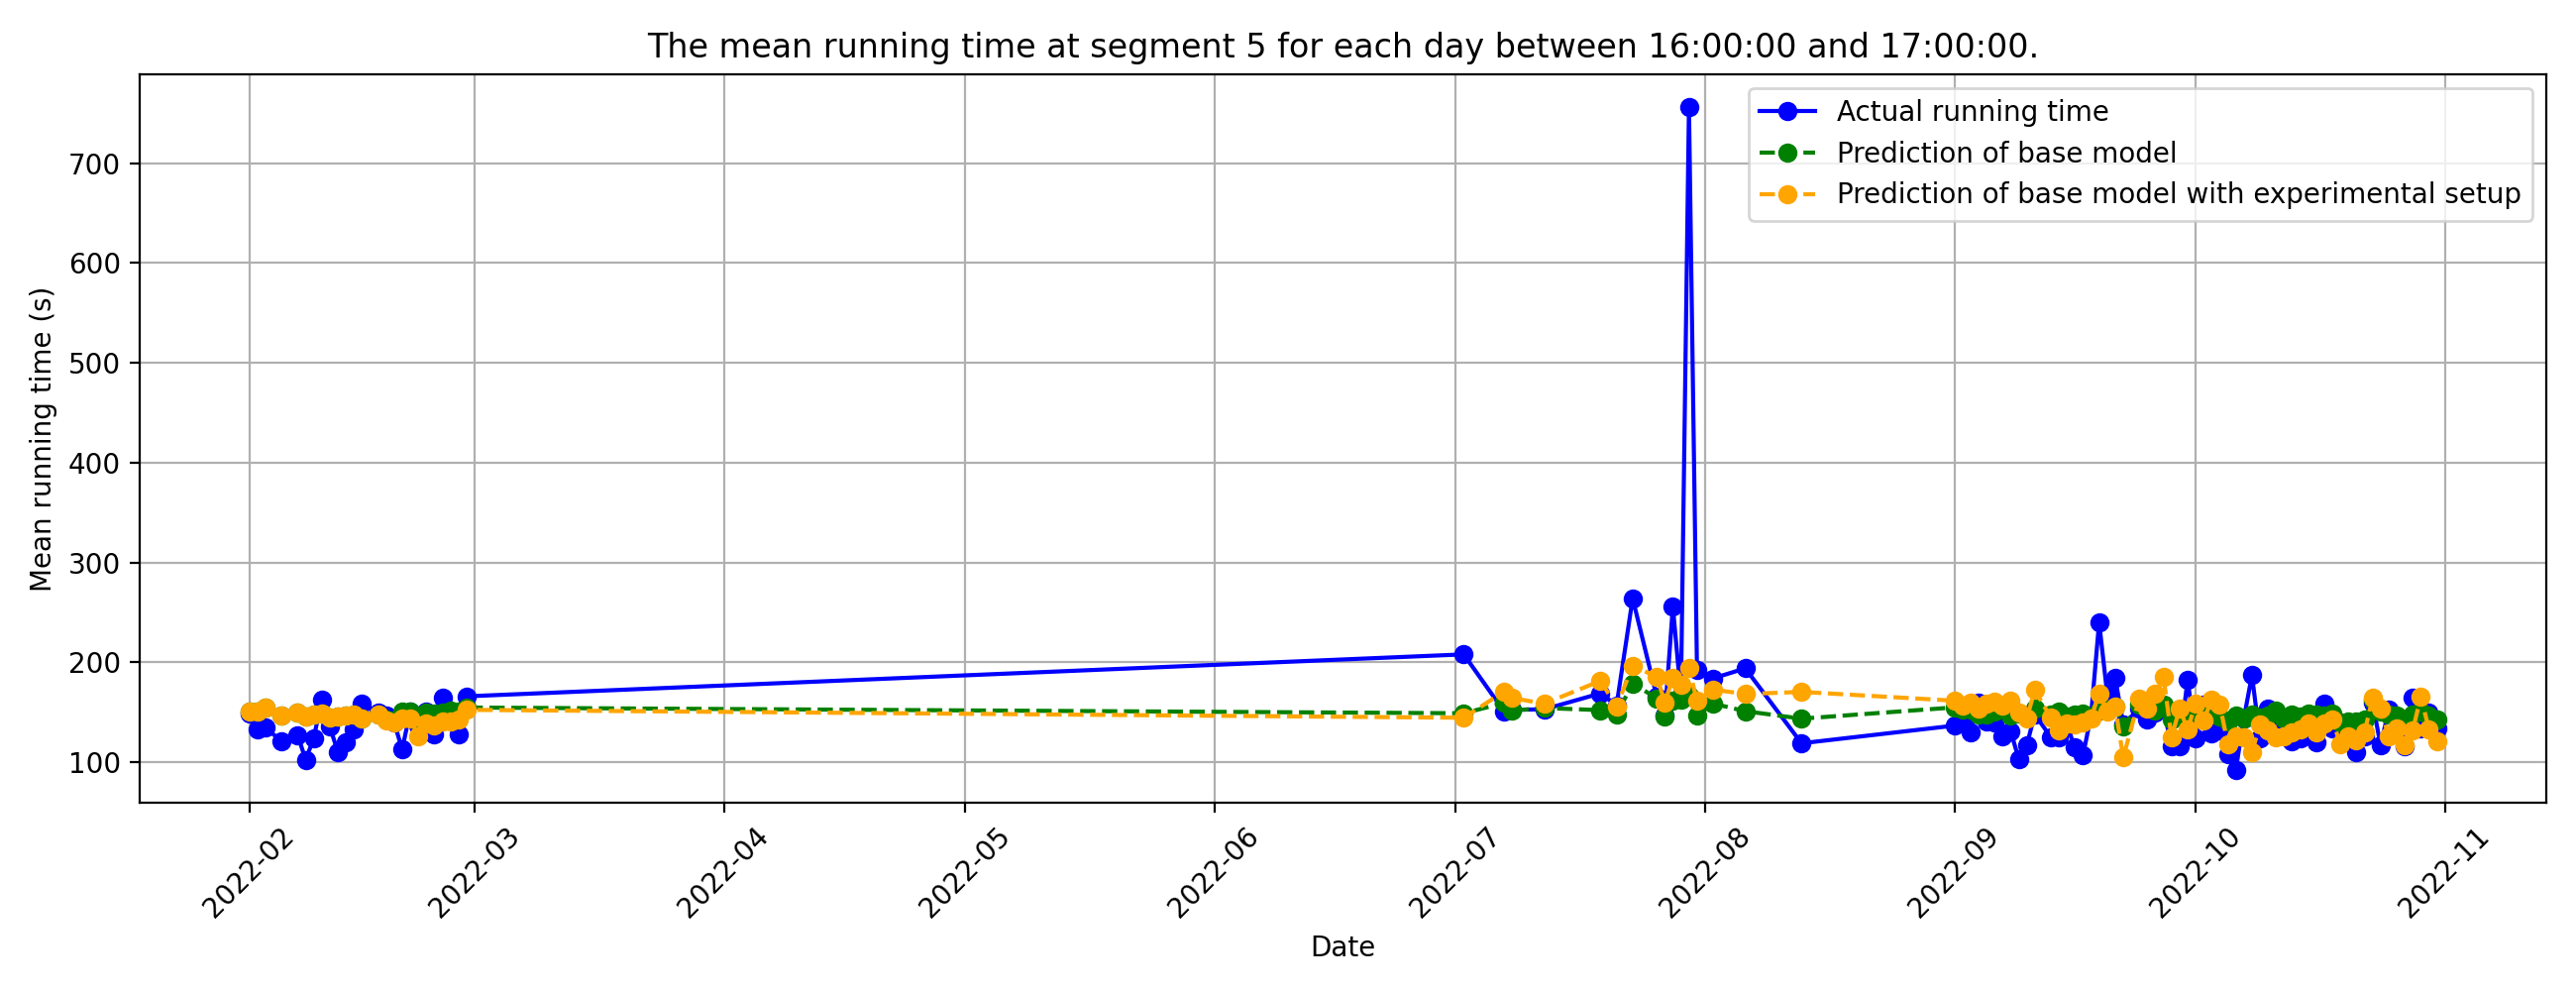 The mean running time at segment 5 for each day between 16:00:00 and 17:00:00.
Actual running time
Prediction of base model
Prediction of base model with experimental setup
Mean running time (s)
700
600
500
400
300
200
100
2022-02
2022-03
2022-04
2022-05
2022-06
2022-07
2022-08
2022-09
2022-10
2022-11
Date